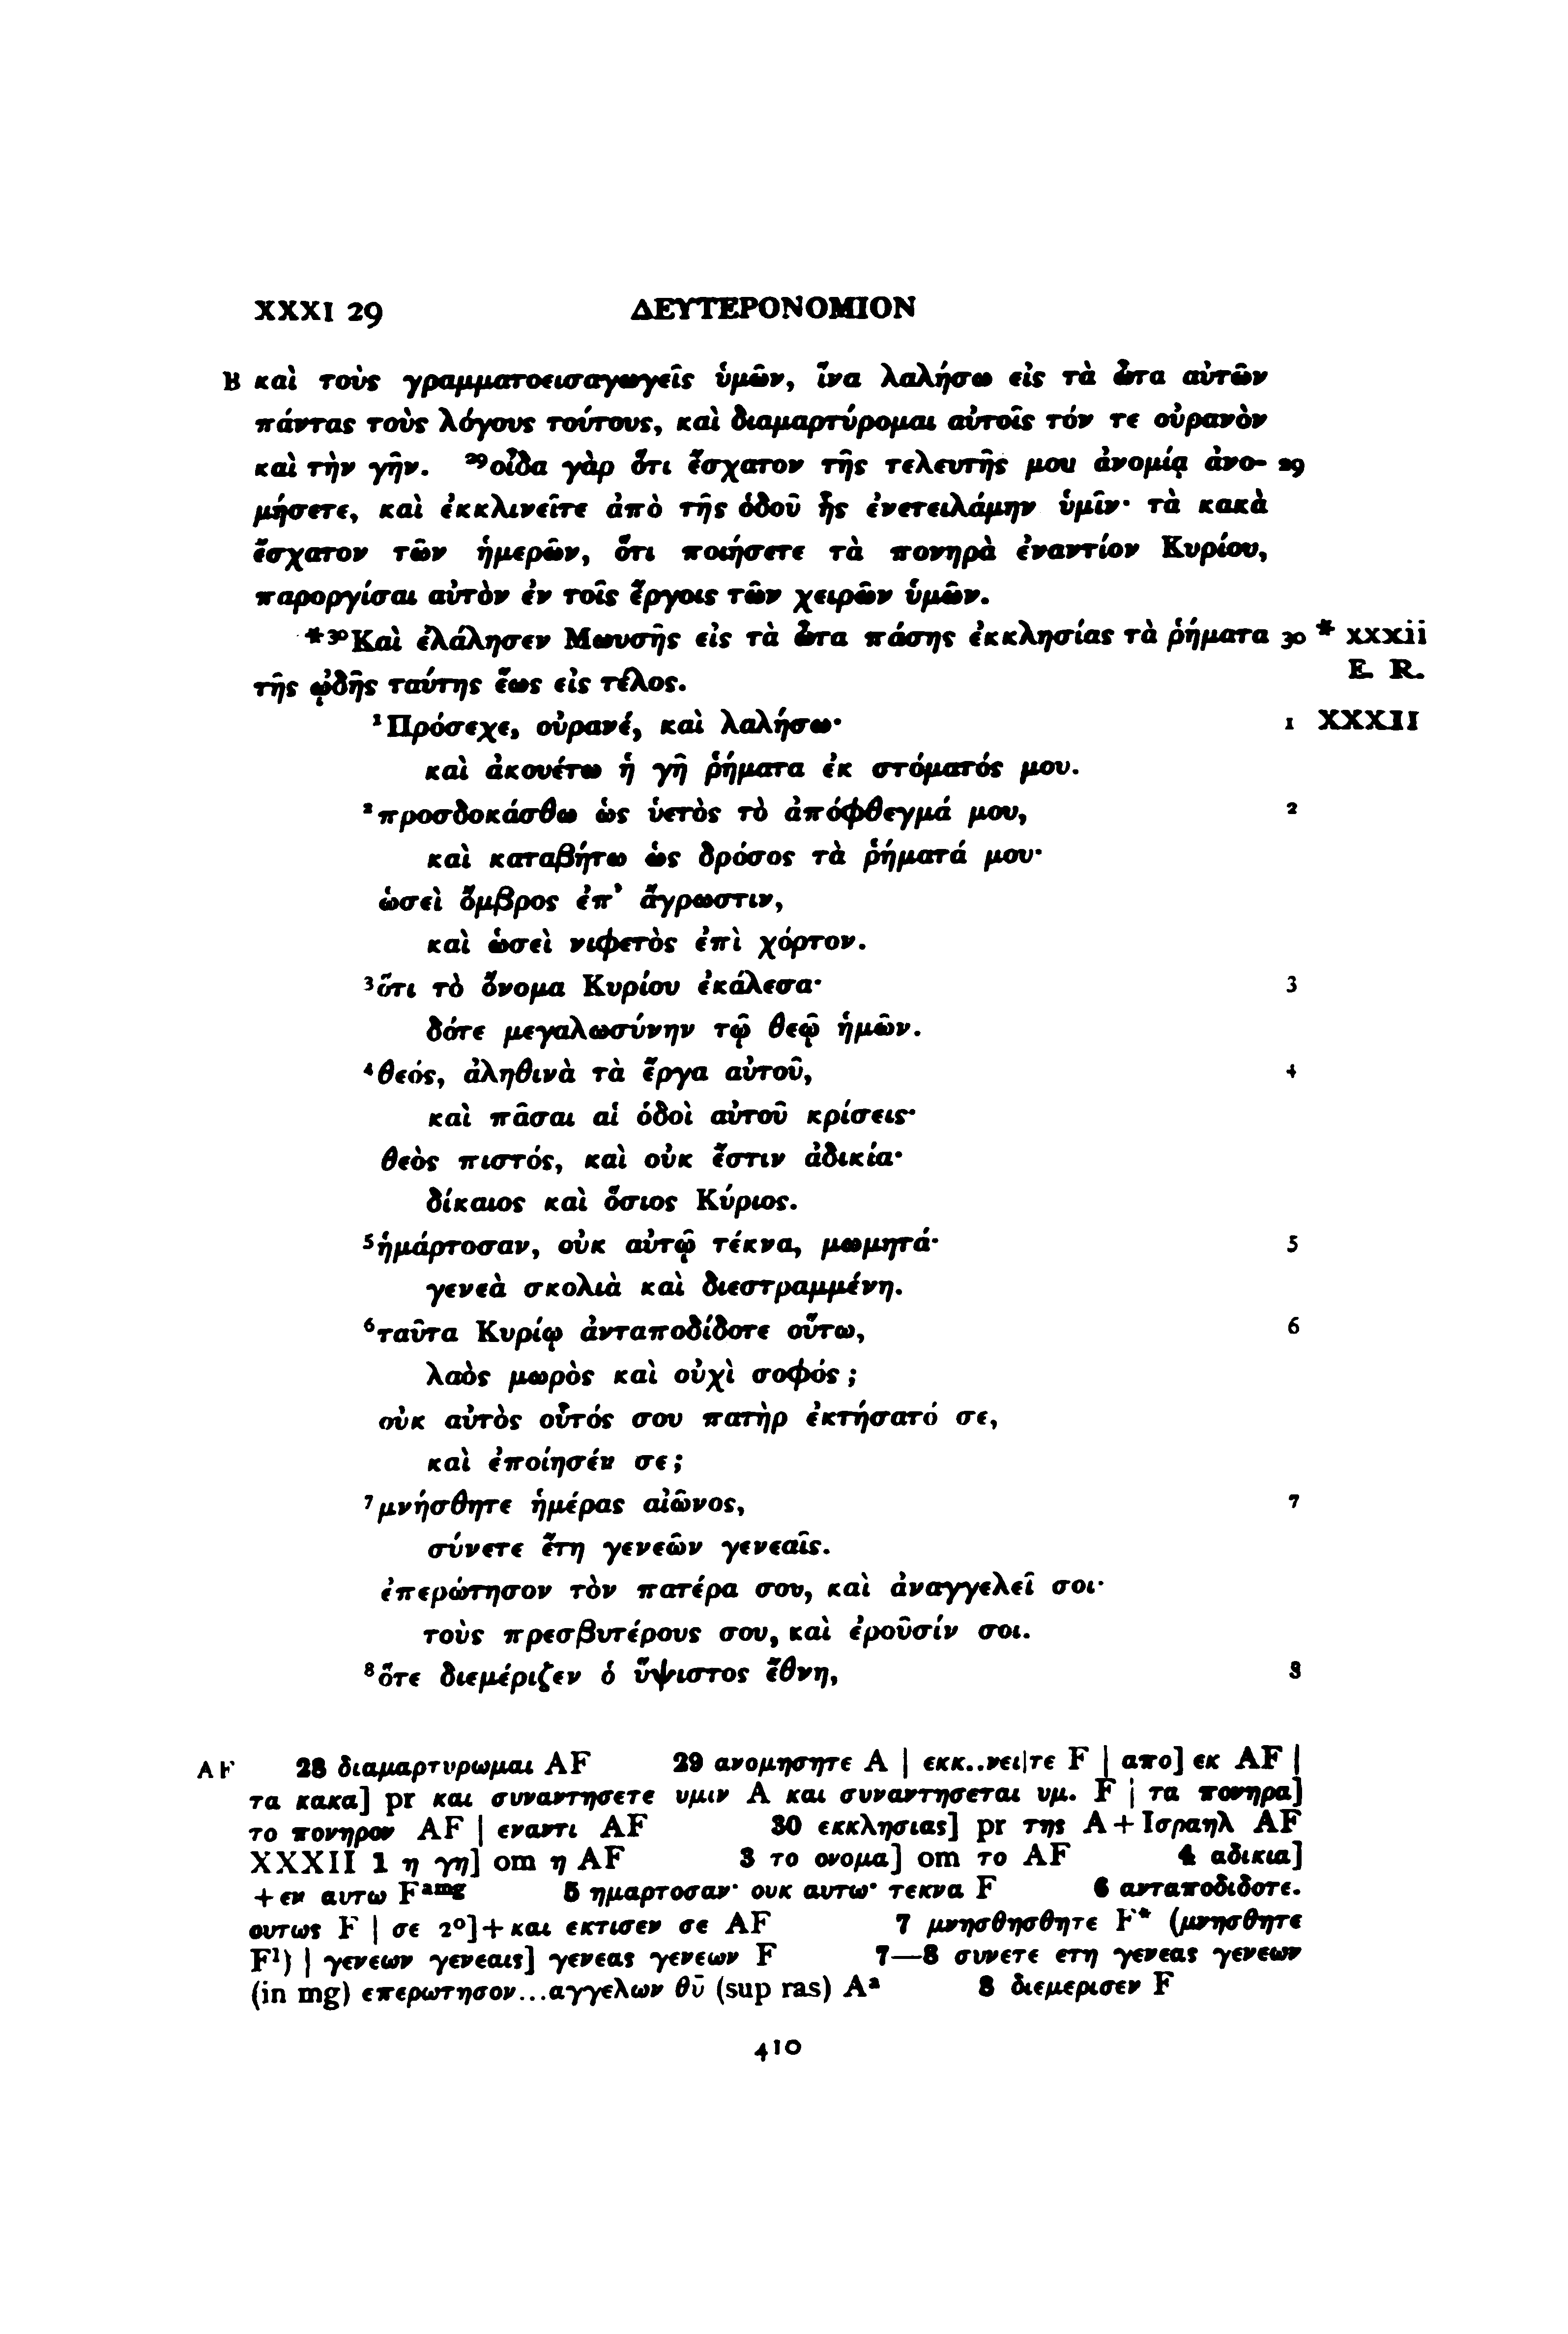 XXXI 29 ΔΕΥΤΕΡΟΝΟΜΙΟΝ
B καὶ τοὺς γραμματοεισαγωγεῖς ὑμῶν, ἵνα λαλήσω εἰς τὰ ὦτα αὐτῶν
πάντας τοὺς λόγους τούτους, καὶ διαμαρτύρομαι αὐτοῖς τόν τε οὐρανὸν
καὶ τὴν γῆν. ²⁹οἶδα γὰρ ὅτι ἔσχατον τῆς τελευτῆς μου ἀνομίᾳ ἀνο- 29
μήσετε, καὶ ἐκκλινεῖτε ἀπὸ τῆς ὁδοῦ ἧς ἐνετειλάμην ὑμῖν· τὰ κακὰ
ἔσχατον τῶν ἡμερῶν, ὅτι ποιήσετε τὰ πονηρὰ ἐναντίον Κυρίου,
παροργίσαι αὐτὸν ἐν τοῖς ἔργοις τῶν χειρῶν ὑμῶν.
*³⁰Καὶ ἐλάλησεν Μωυσῆς εἰς τὰ ὦτα πάσης ἐκκλησίας τὰ ῥήματα 30 * xxxii
τῆς ᾠδῆς ταύτης ἕως εἰς τέλος. E. R.
¹Πρόσεχε, οὐρανέ, καὶ λαλήσω· 1 XXXII
καὶ ἀκουέτω ἡ γῆ ῥήματα ἐκ στόματός μου.
²προσδοκάσθω ὡς ὑετὸς τὸ ἀπόφθεγμά μου, 2
καὶ καταβήτω ὡς δρόσος τὰ ῥήματά μου·
ὡσεὶ ὄμβρος ἐπ᾽ ἄγρωστιν,
καὶ ὡσεὶ νιφετὸς ἐπὶ χόρτον.
³ὅτι τὸ ὄνομα Κυρίου ἐκάλεσα· 3
δότε μεγαλωσύνην τῷ θεῷ ἡμῶν.
⁴θεός, ἀληθινὰ τὰ ἔργα αὐτοῦ, 4
καὶ πᾶσαι αἱ ὁδοὶ αὐτοῦ κρίσεις·
θεὸς πιστός, καὶ οὐκ ἔστιν ἀδικία·
δίκαιος καὶ ὅσιος Κύριος.
⁵ἡμάρτοσαν, οὐκ αὐτῷ τέκνα, μωμητά· 5
γενεὰ σκολιὰ καὶ διεστραμμένη.
⁶ταῦτα Κυρίῳ ἀνταποδίδοτε οὕτω, 6
λαὸς μωρὸς καὶ οὐχὶ σοφός ;
οὐκ αὐτὸς οὗτός σου πατὴρ ἐκτήσατό σε,
καὶ ἐποίησέν σε ;
⁷μνήσθητε ἡμέρας αἰῶνος, 7
σύνετε ἔτη γενεῶν γενεαῖς.
ἐπερώτησον τὸν πατέρα σου, καὶ ἀναγγελεῖ σοι·
τοὺς πρεσβυτέρους σου, καὶ ἐροῦσίν σοι.
⁸ὅτε διεμέριζεν ὁ ὕψιστος ἔθνη, 8
AF 28 διαμαρτυρωμαι AF 29 ανομησητε A | εκκ..νει|τε F | απο] εκ AF |
τα κακα] pr και συναντησετε υμιν A και συναντησεται υμ. F | τα πονηρα]
το πονηρον AF | εναντι AF 30 εκκλησιας] pr της A + Ισραηλ AF
XXXII 1 η γη] om η AF 3 το ονομα] om το AF 4 αδικια]
+ εν αυτω Fᵃᵐᵍ 5 ημαρτοσαν· ουκ αυτω· τεκνα F 6 ανταποδιδοτε.
ουτως F | σε 2°] + και εκτισεν σε AF 7 μνησθησθητε F* (μνησθητε
F¹) | γενεων γενεαις] γενεας γενεων F 7—8 συνετε ετη γενεας γενεων
(in mg) επερωτησον...αγγελων θῡ (sup ras) Aᵃ 8 διεμερισεν F
410